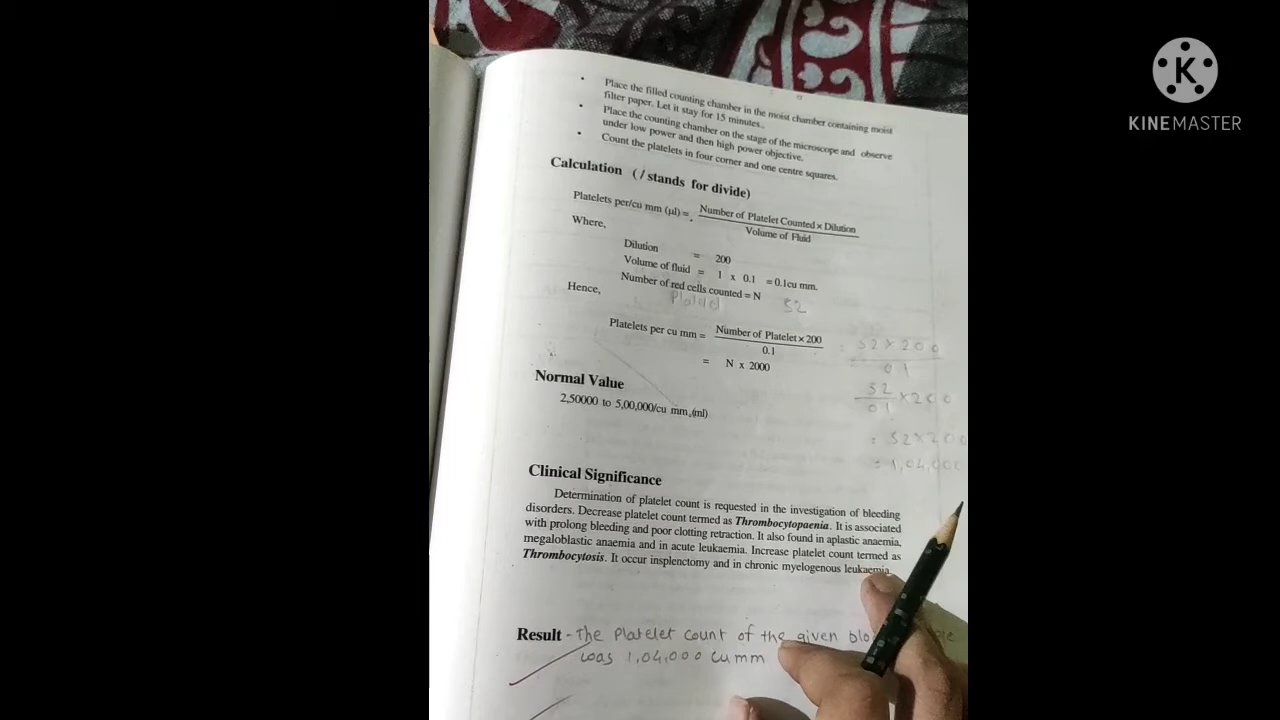 K
KINEMASTER
• Place the filled counting chamber in the moist chamber containing moist
filter paper. Let it stay for 15 minutes..
• Place the counting chamber on the stage of the microscope and observe
under low power and then high power objective.
• Count the platelets in four corner and one centre squares.
Calculation (/ stands for divide)
Platelets per/cu mm (µl) = Number of Platelet Counted x Dilution
Volume of Fluid
Where,
Dilution = 200
Volume of fluid = 1 x 0.1 = 0.1cu mm.
Number of red cells counted = N
Platlet 52
Hence,
Platelets per cu mm = Number of Platelet x 200
0.1
= N x 2000
= 52 x 200
01
52 x 200
01
= 52 x 200
= 1,04,000
Normal Value
2,50000 to 5,00,000/cu mm,(ml)
Clinical Significance
Determination of platelet count is requested in the investigation of bleeding
disorders. Decrease platelet count termed as Thrombocytopaenia. It is associated
with prolong bleeding and poor clotting retraction. It also found in aplastic anaemia,
megaloblastic anaemia and in acute leukaemia. Increase platelet count termed as
Thrombocytosis. It occur insplenctomy and in chronic myelogenous leukaemia
Result - The Platelet count of the given
was 1,04,000 cu mm